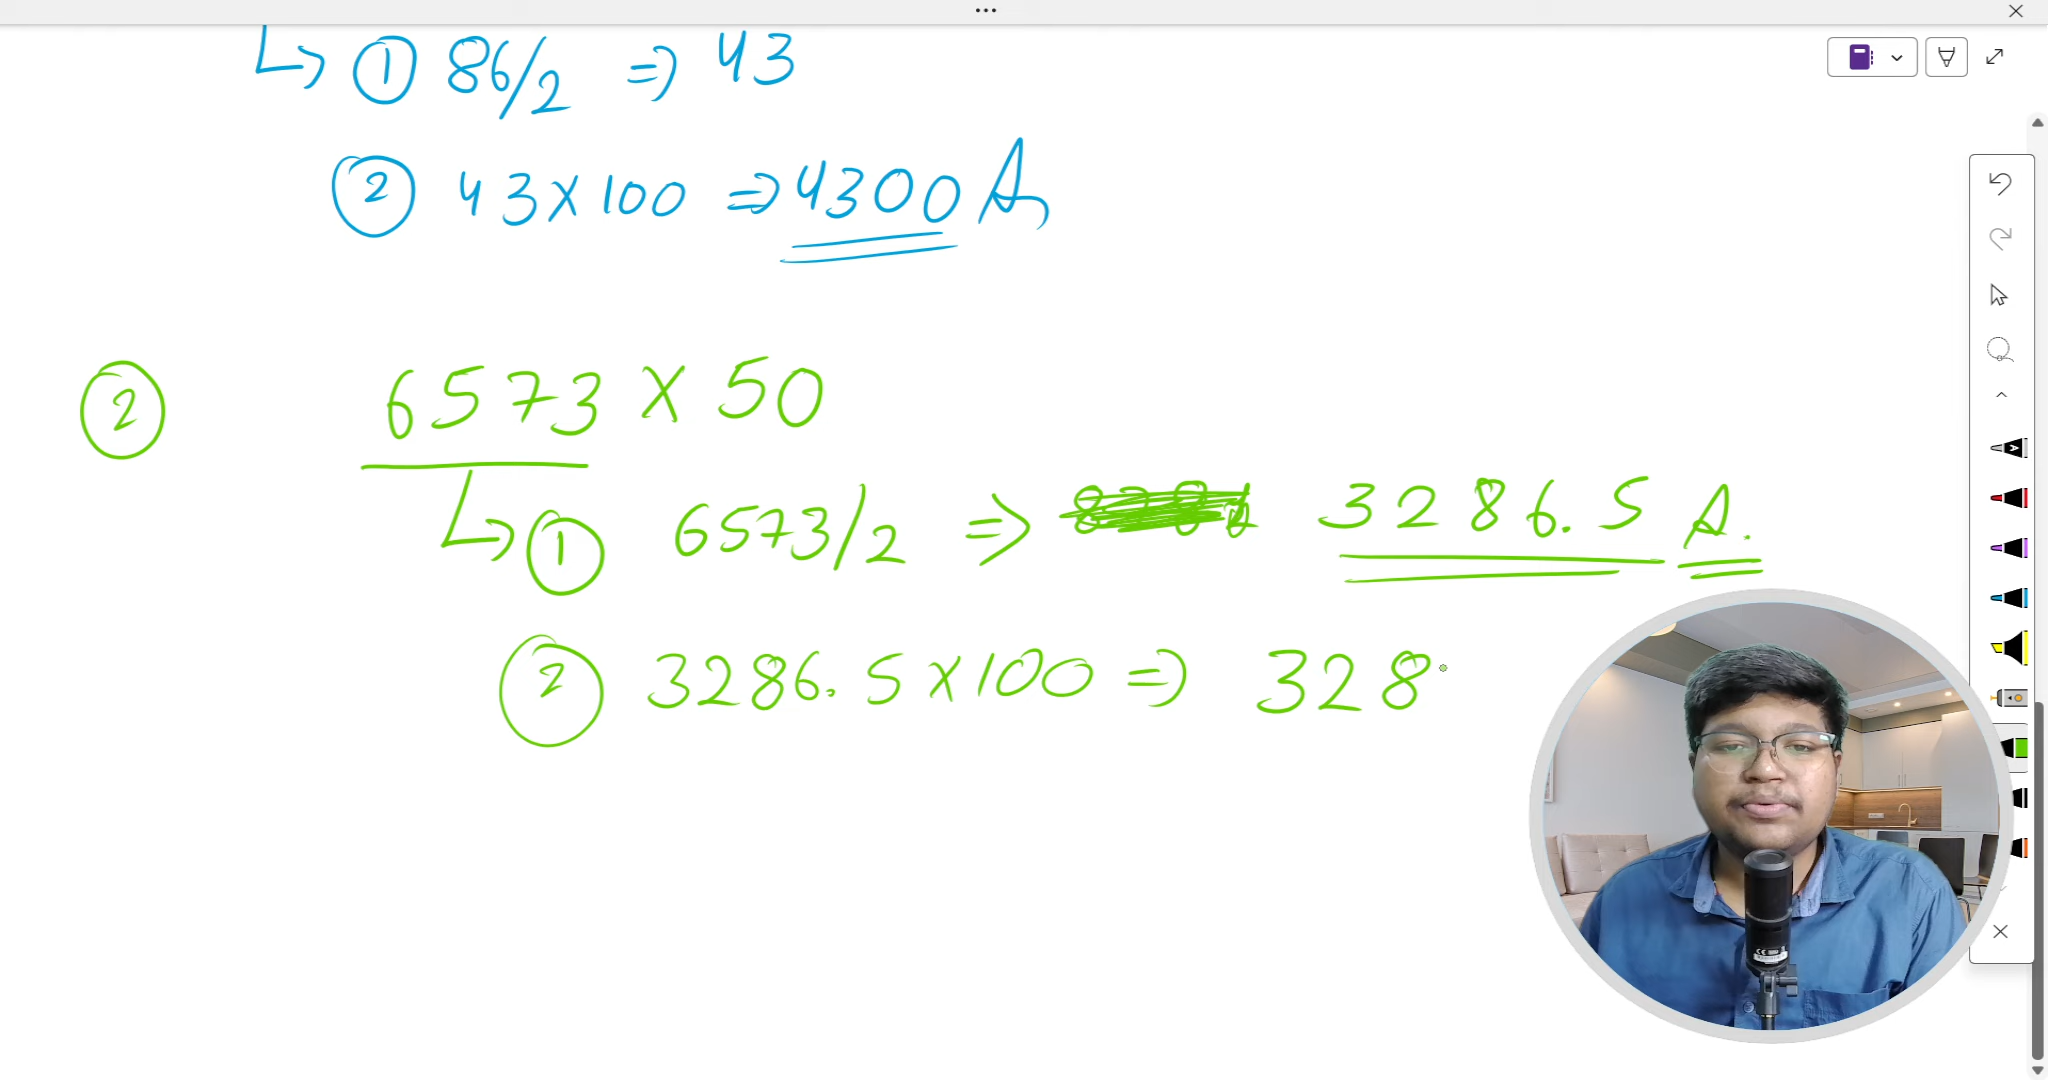 ↳ ① 86/2 ⇒ 43
② 43 x 100 ⇒ 4300 A
② 6573 x 50
↳ ① 6573/2 ⇒ 3286.5 A.
② 3286.5 x 100 ⇒ 328